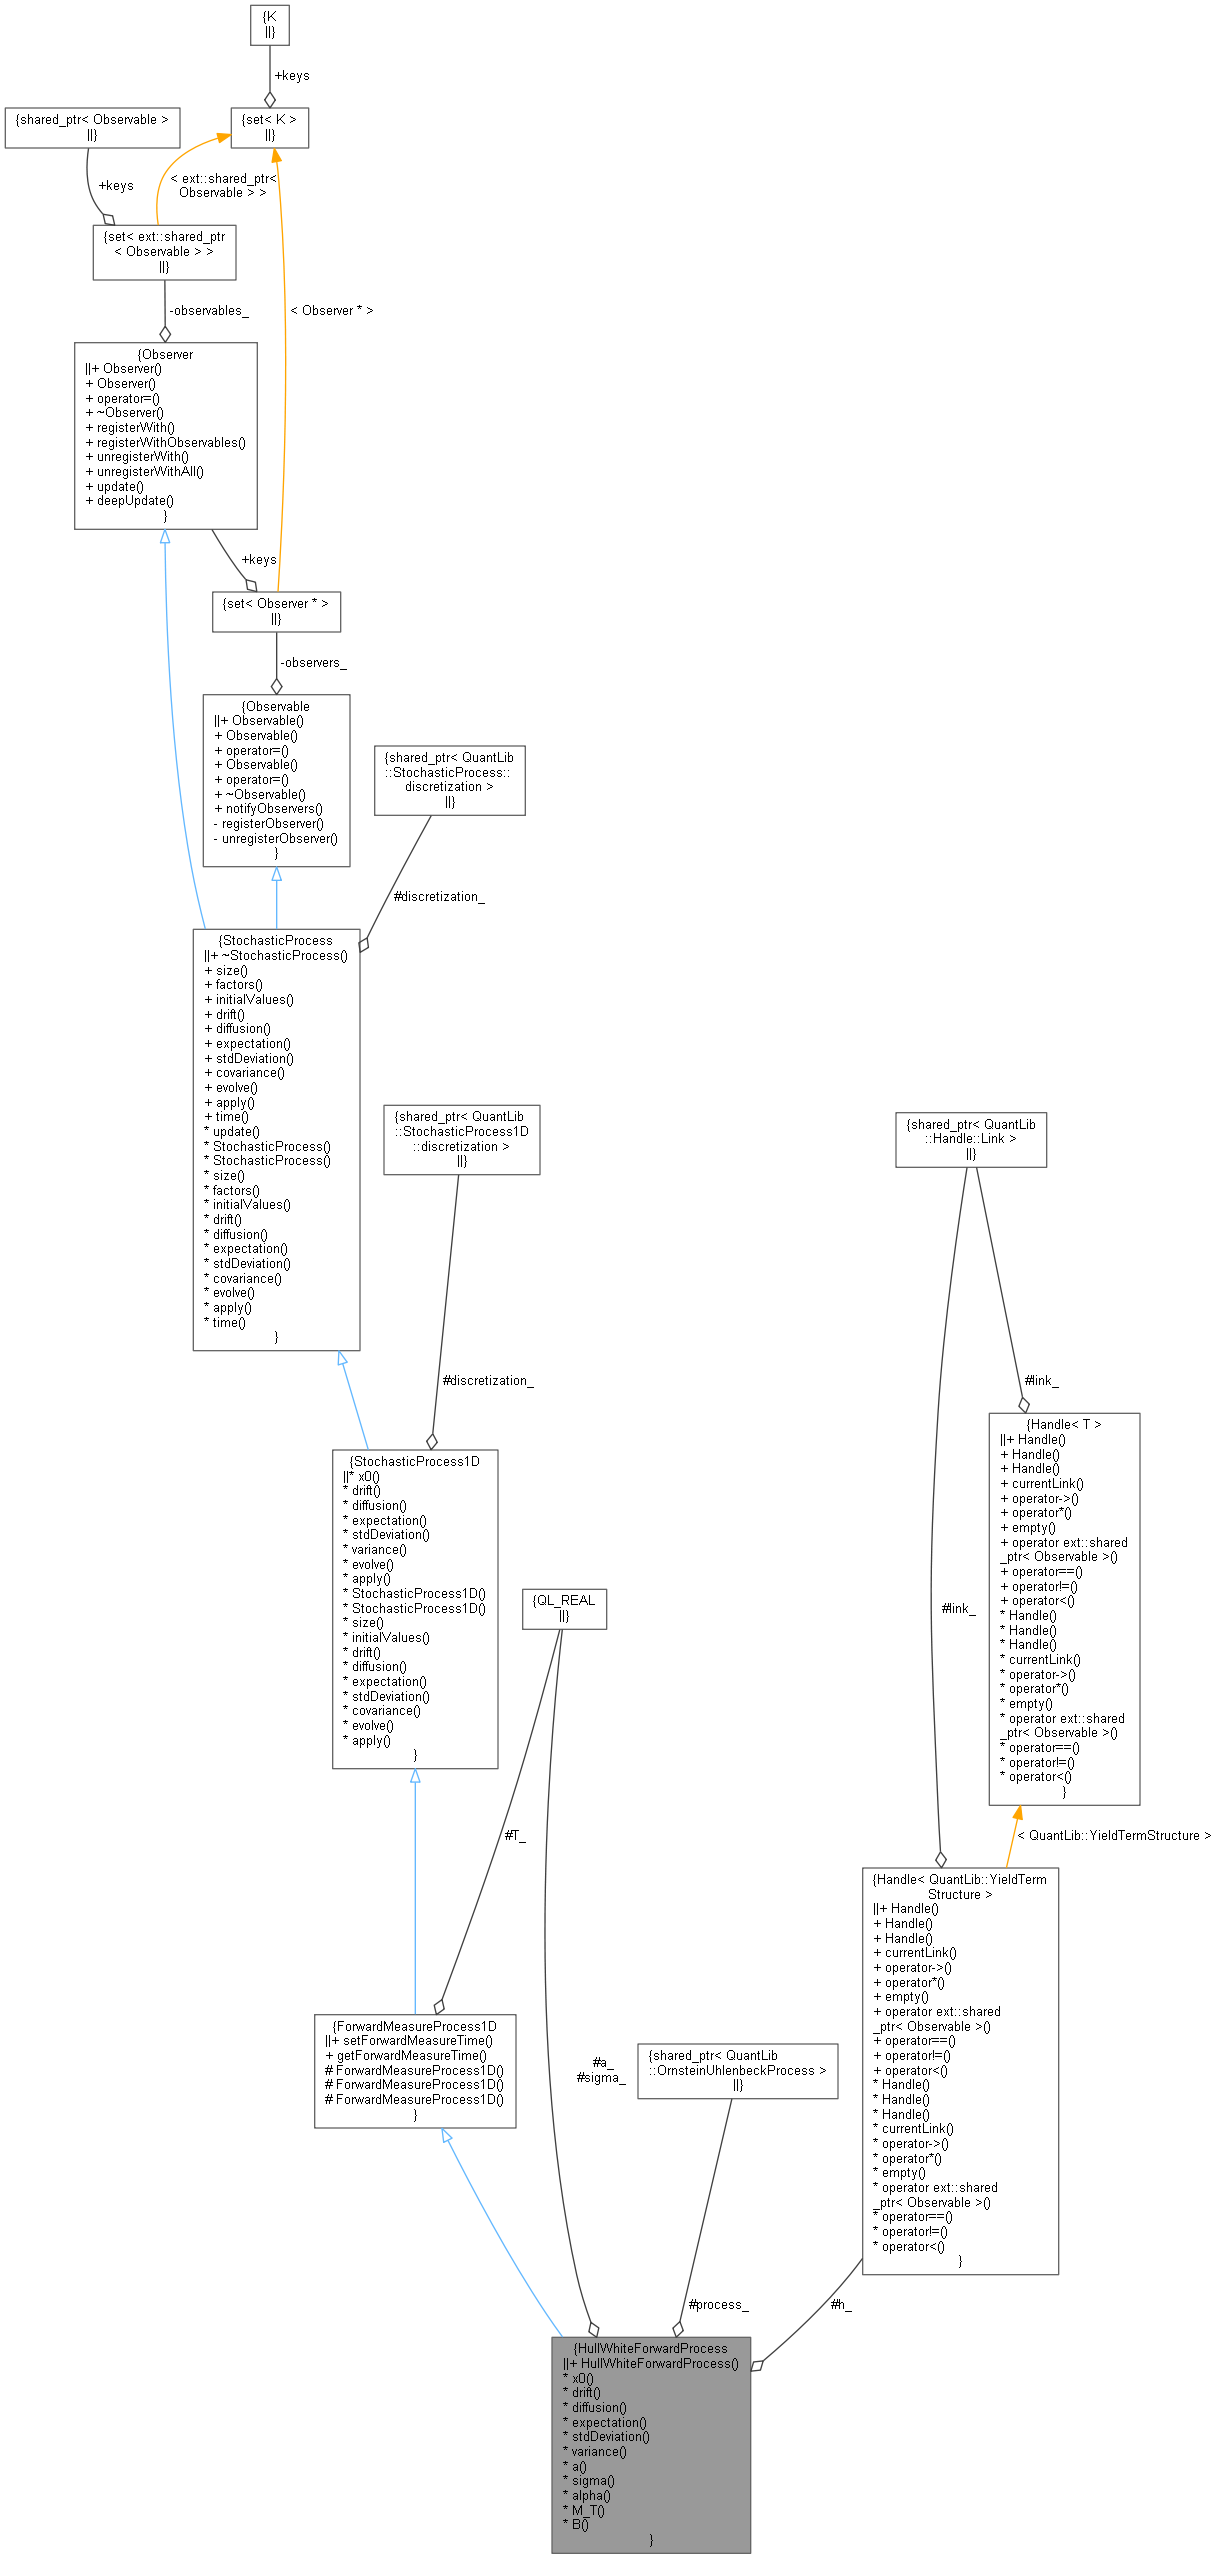 {K
||}
+keys
{shared_ptr< Observable >
||}
{set< K >
||}
+keys
< ext::shared_ptr<
Observable > >
{set< ext::shared_ptr
< Observable > >
||}
-observables_
< Observer * >
{Observer
||+ Observer()
+ Observer()
+ operator=()
+ ~Observer()
+ registerWith()
+ registerWithObservables()
+ unregisterWith()
+ unregisterWithAll()
+ update()
+ deepUpdate()
}
+keys
{set< Observer * >
||}
-observers_
{Observable
||+ Observable()
+ Observable()
+ operator=()
+ Observable()
+ operator=()
+ ~Observable()
+ notifyObservers()
- registerObserver()
- unregisterObserver()
}
{shared_ptr< QuantLib
::StochasticProcess::
discretization >
||}
#discretization_
{StochasticProcess
||+ ~StochasticProcess()
+ size()
+ factors()
+ initialValues()
+ drift()
+ diffusion()
+ expectation()
+ stdDeviation()
+ covariance()
+ evolve()
+ apply()
+ time()
* update()
* StochasticProcess()
* StochasticProcess()
* size()
* factors()
* initialValues()
* drift()
* diffusion()
* expectation()
* stdDeviation()
* covariance()
* evolve()
* apply()
* time()
}
{shared_ptr< QuantLib
::StochasticProcess1D
::discretization >
||}
#discretization_
{shared_ptr< QuantLib
::Handle::Link >
||}
#link_
#link_
{StochasticProcess1D
||* x0()
* drift()
* diffusion()
* expectation()
* stdDeviation()
* variance()
* evolve()
* apply()
* StochasticProcess1D()
* StochasticProcess1D()
* size()
* initialValues()
* drift()
* diffusion()
* expectation()
* stdDeviation()
* covariance()
* evolve()
* apply()
}
{QL_REAL
||}
#T_
{Handle< T >
||+ Handle()
+ Handle()
+ Handle()
+ currentLink()
+ operator->()
+ operator*()
+ empty()
+ operator ext::shared
_ptr< Observable >()
+ operator==()
+ operator!=()
+ operator<()
* Handle()
* Handle()
* Handle()
* currentLink()
* operator->()
* operator*()
* empty()
* operator ext::shared
_ptr< Observable >()
* operator==()
* operator!=()
* operator<()
}
< QuantLib::YieldTermStructure >
{Handle< QuantLib::YieldTerm
Structure >
||+ Handle()
+ Handle()
+ Handle()
+ currentLink()
+ operator->()
+ operator*()
+ empty()
+ operator ext::shared
_ptr< Observable >()
+ operator==()
+ operator!=()
+ operator<()
* Handle()
* Handle()
* Handle()
* currentLink()
* operator->()
* operator*()
* empty()
* operator ext::shared
_ptr< Observable >()
* operator==()
* operator!=()
* operator<()
}
{ForwardMeasureProcess1D
||+ setForwardMeasureTime()
+ getForwardMeasureTime()
# ForwardMeasureProcess1D()
# ForwardMeasureProcess1D()
# ForwardMeasureProcess1D()
}
#a_
#sigma_
{shared_ptr< QuantLib
::OrnsteinUhlenbeckProcess >
||}
#process_
#h_
{HullWhiteForwardProcess
||+ HullWhiteForwardProcess()
* x0()
* drift()
* diffusion()
* expectation()
* stdDeviation()
* variance()
* a()
* sigma()
* alpha()
* M_T()
* B()
}